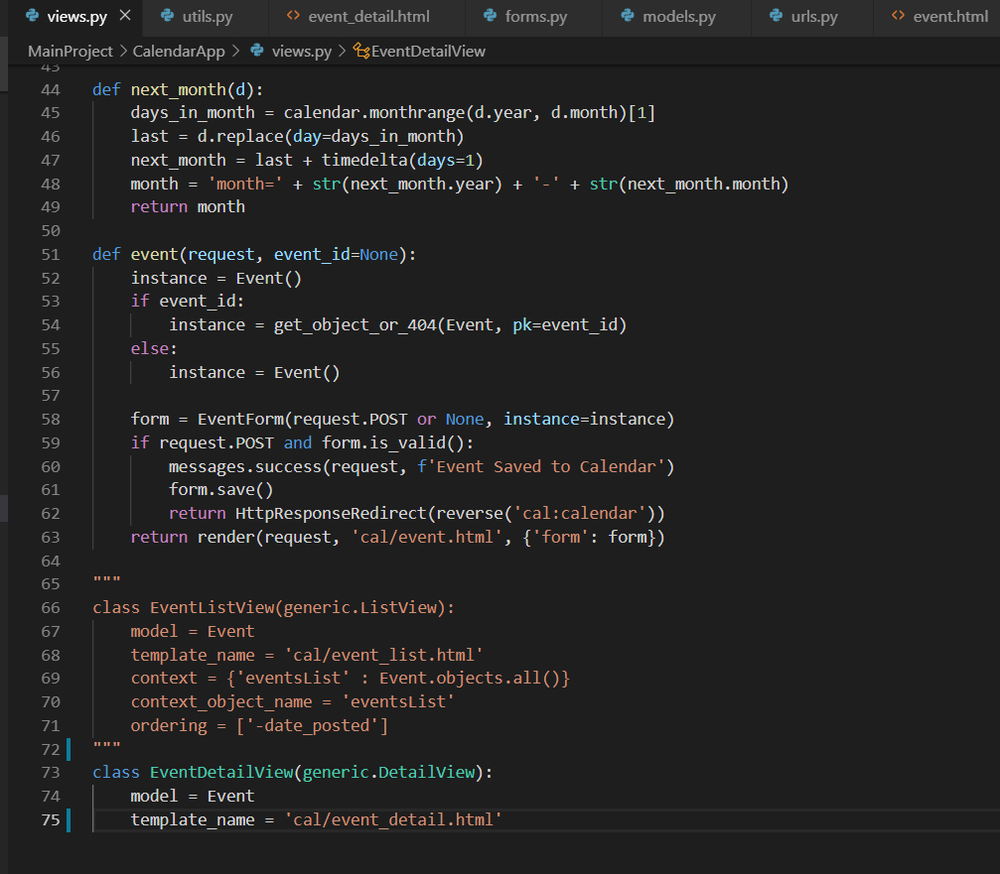 views.py × utils.py <> event_detail.html forms.py models.py urls.py <> event.html
MainProject > CalendarApp > views.py > EventDetailView
43
44 def next_month(d):
45     days_in_month = calendar.monthrange(d.year, d.month)[1]
46     last = d.replace(day=days_in_month)
47     next_month = last + timedelta(days=1)
48     month = 'month=' + str(next_month.year) + '-' + str(next_month.month)
49     return month
50
51 def event(request, event_id=None):
52     instance = Event()
53     if event_id:
54         instance = get_object_or_404(Event, pk=event_id)
55     else:
56         instance = Event()
57
58     form = EventForm(request.POST or None, instance=instance)
59     if request.POST and form.is_valid():
60         messages.success(request, f'Event Saved to Calendar')
61         form.save()
62         return HttpResponseRedirect(reverse('cal:calendar'))
63     return render(request, 'cal/event.html', {'form': form})
64
65 """
66 class EventListView(generic.ListView):
67     model = Event
68     template_name = 'cal/event_list.html'
69     context = {'eventsList' : Event.objects.all()}
70     context_object_name = 'eventsList'
71     ordering = ['-date_posted']
72 """
73 class EventDetailView(generic.DetailView):
74     model = Event
75     template_name = 'cal/event_detail.html'